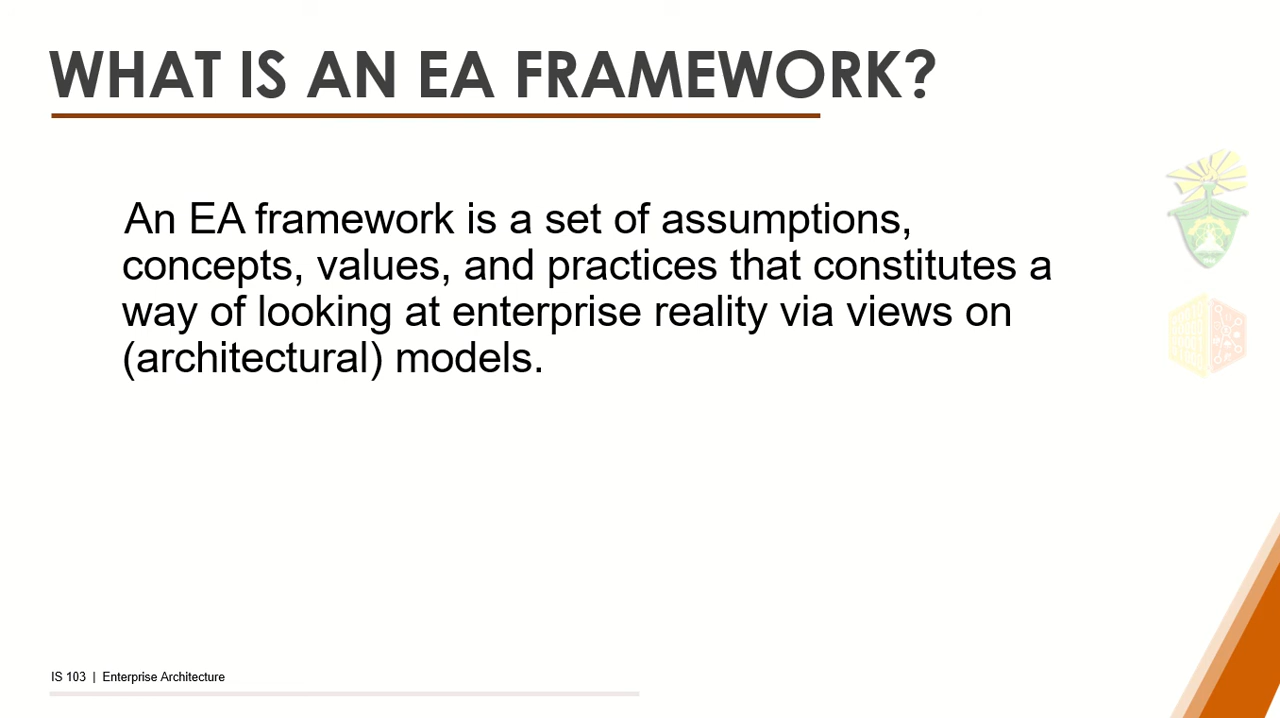 WHAT IS AN EA FRAMEWORK?
An EA framework is a set of assumptions,
concepts, values, and practices that constitutes a
way of looking at enterprise reality via views on
(architectural) models.
IS 103 | Enterprise Architecture